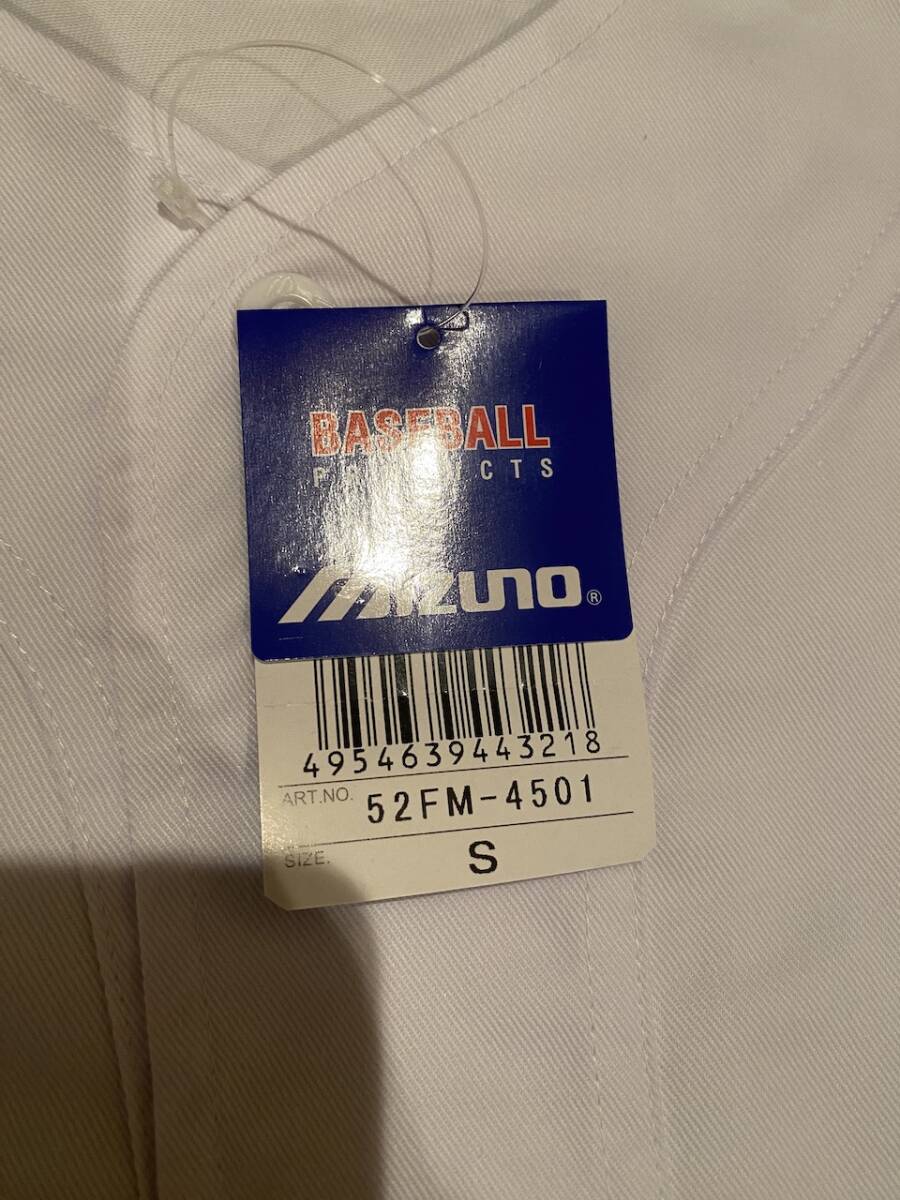 BASEBALL
PRODUCTS
MIZUNO®
4954639443218
ART.NO. 52FM-4501
SIZE. S